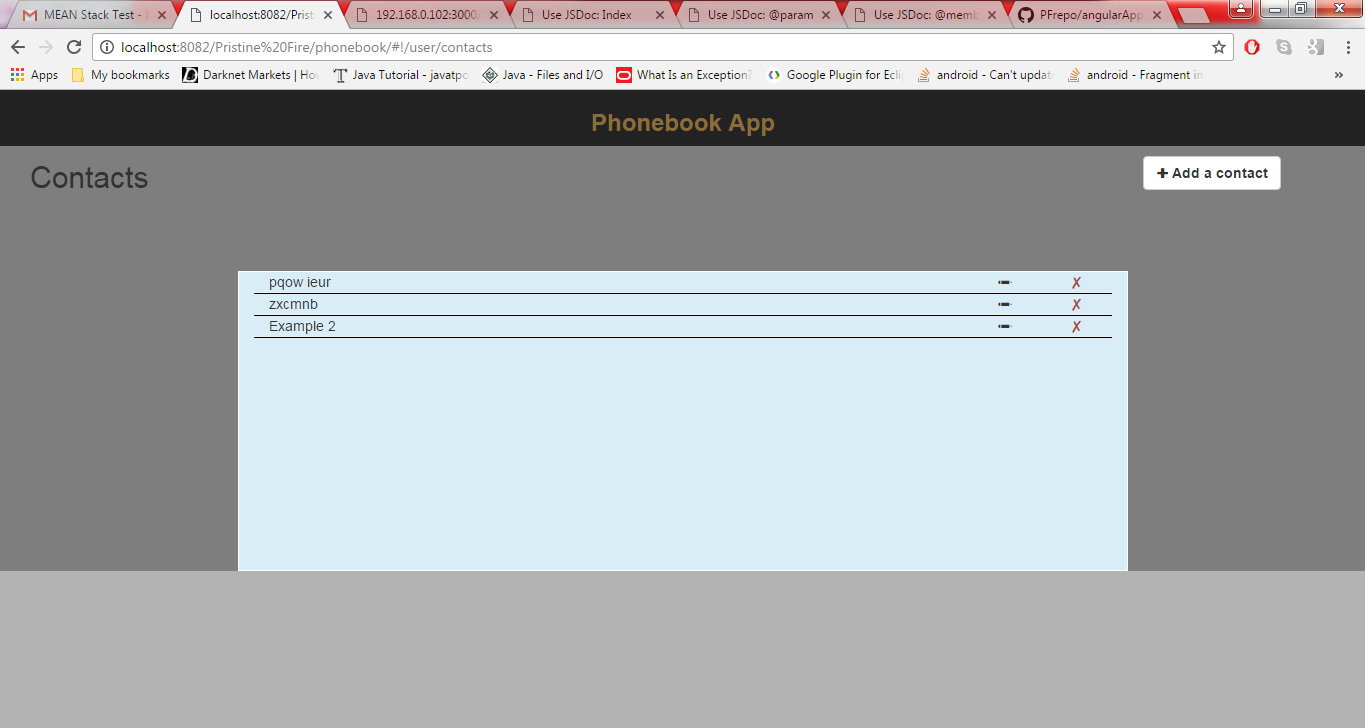 MEAN Stack Test -
localhost:8082/Prist
192.168.0.102:3000/
Use JSDoc: Index
Use JSDoc: @param
Use JSDoc: @memb
PFrepo/angularApp
localhost:8082/Pristine%20Fire/phonebook/#!/user/contacts
Apps
My bookmarks
Darknet Markets | Ho
Java Tutorial - javatpo
Java - Files and I/O
What Is an Exception?
Google Plugin for Ecli
android - Can't updat
android - Fragment in
Phonebook App
Contacts
Add a contact
pqow ieur
zxcmnb
Example 2